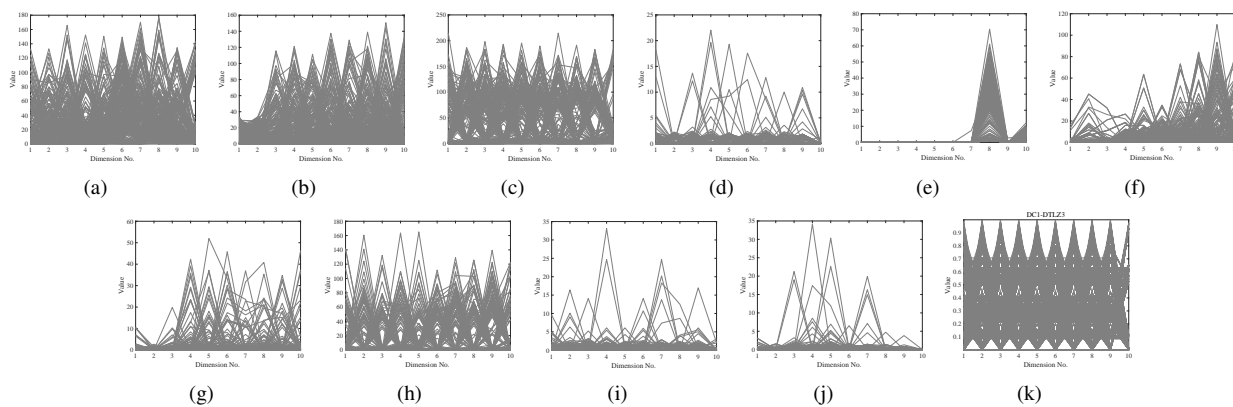 180
160
140
120
100
80
60
40
20
0
Value
1 2 3 4 5 6 7 8 9 10
Dimension No.
(a)
180
160
140
120
100
80
60
40
20
0
Value
1 2 3 4 5 6 7 8 9 10
Dimension No.
(b)
250
200
150
100
50
0
Value
1 2 3 4 5 6 7 8 9 10
Dimension No.
(c)
25
20
15
10
5
0
Value
1 2 3 4 5 6 7 8 9 10
Dimension No.
(d)
80
70
60
50
40
30
20
10
0
Value
1 2 3 4 5 6 7 8 9 10
Dimension No.
(e)
120
100
80
60
40
20
0
Value
1 2 3 4 5 6 7 8 9
Dimension No.
(f)
60
50
40
30
20
10
0
Value
1 2 3 4 5 6 7 8 9 10
Dimension No.
(g)
180
160
140
120
100
80
60
40
20
0
Value
1 2 3 4 5 6 7 8 9 10
Dimension No.
(h)
35
30
25
20
15
10
5
0
Value
1 2 3 4 5 6 7 8 9 10
Dimension No.
(i)
35
30
25
20
15
10
5
0
Value
1 2 3 4 5 6 7 8 9 10
Dimension No.
(j)
DC1-DTLZ3
0.9
0.8
0.7
0.6
0.5
0.4
0.3
0.2
0.1
Value
1 2 3 4 5 6 7 8 9 10
Dimension No.
(k)